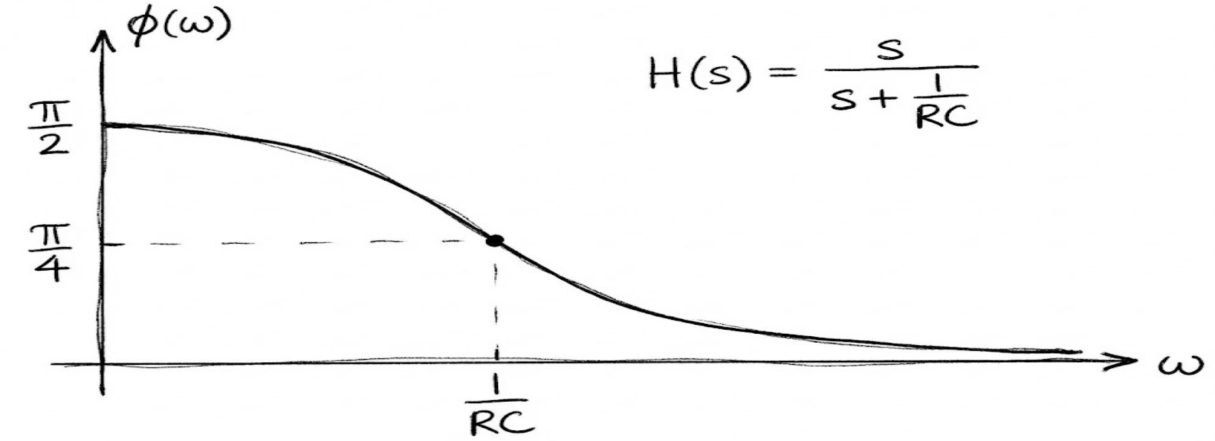 ϕ(ω)
H(s) = s / (s + 1/RC)
π/2
π/4
1/RC
ω